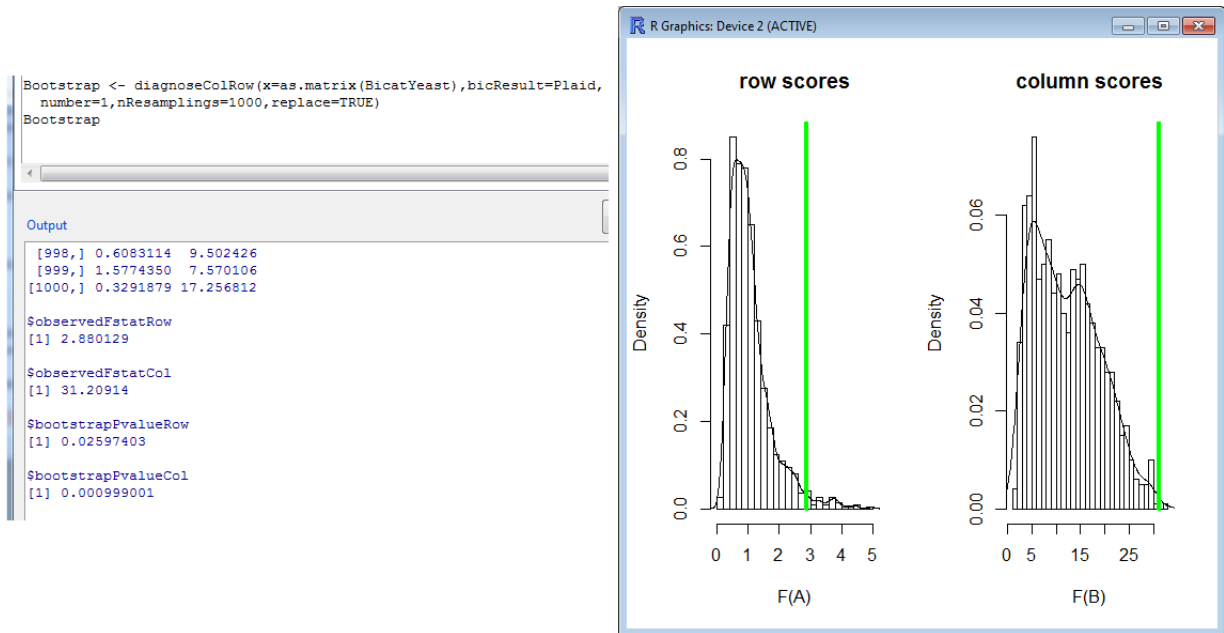 Bootstrap <- diagnoseColRow(x=as.matrix(BicatYeast),bicResult=Plaid,
number=1,nResamplings=1000,replace=TRUE)
Bootstrap
Output
[998,] 0.6083114 9.502426
[999,] 1.5774350 7.570106
[1000,] 0.3291879 17.256812
$observedFstatRow
[1] 2.880129
$observedFstatCol
[1] 31.20914
$bootstrapPvalueRow
[1] 0.02597403
$bootstrapPvalueCol
[1] 0.000999001
R Graphics: Device 2 (ACTIVE)
row scores
Density
0.8
0.6
0.4
0.2
0.0
0 1 2 3 4 5
F(A)
column scores
Density
0.06
0.04
0.02
0.00
0 5 15 25
F(B)